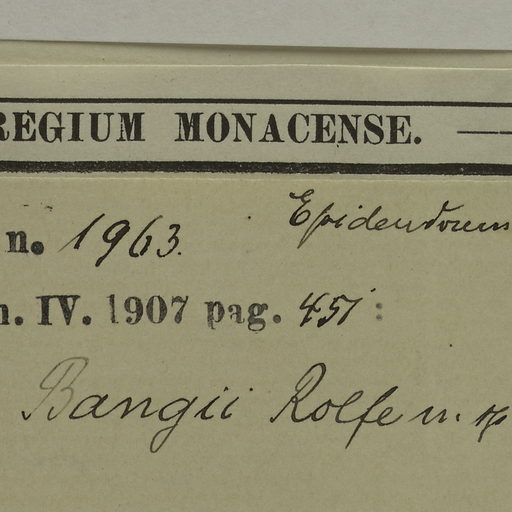 REGIUM MONACENSE. —
n. 1963. Epidendrum
n. IV. 1907 pag. 451:
Bangii Rolfe n. sp